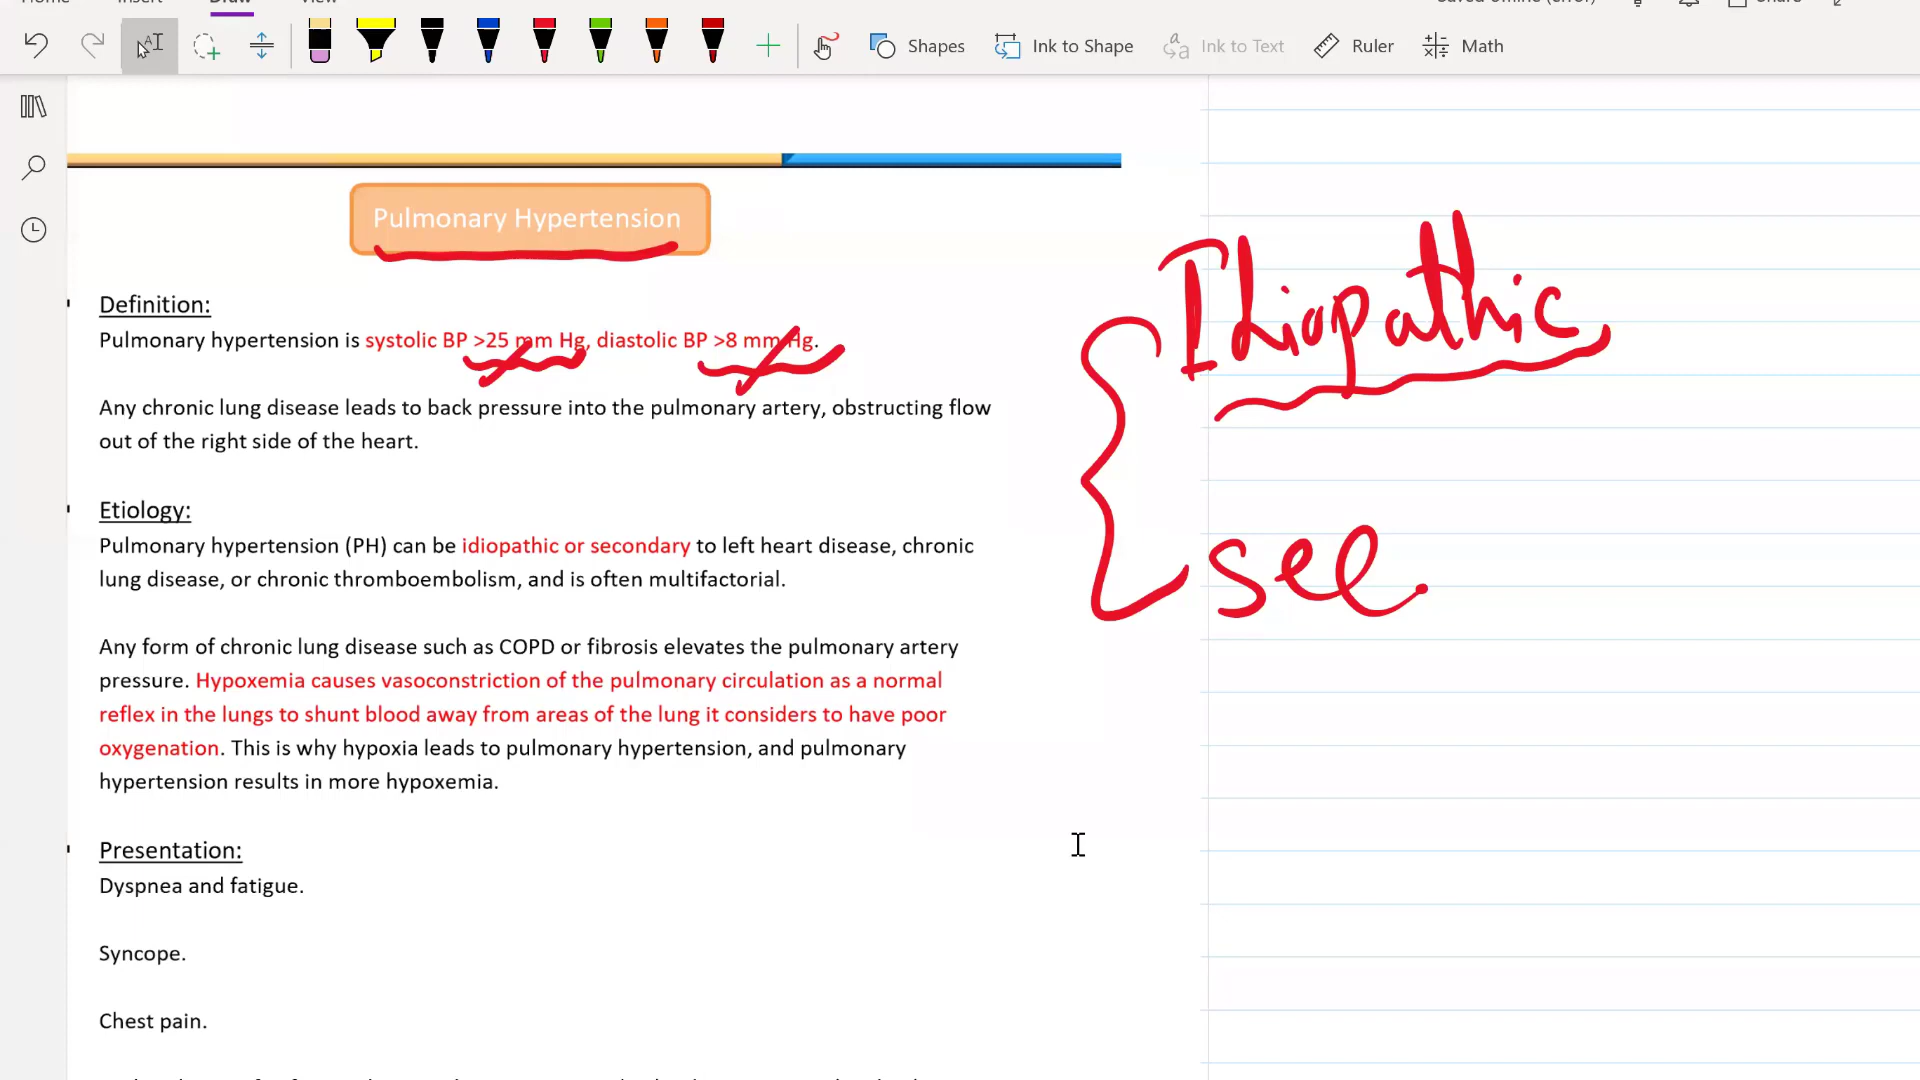 Draw
Shapes
Ink to Shape
Ink to Text
Ruler
Math
Pulmonary Hypertension
Definition:
Pulmonary hypertension is systolic BP >25 mm Hg, diastolic BP >8 mm Hg.
Any chronic lung disease leads to back pressure into the pulmonary artery, obstructing flow
out of the right side of the heart.
Etiology:
Pulmonary hypertension (PH) can be idiopathic or secondary to left heart disease, chronic
lung disease, or chronic thromboembolism, and is often multifactorial.
Any form of chronic lung disease such as COPD or fibrosis elevates the pulmonary artery
pressure. Hypoxemia causes vasoconstriction of the pulmonary circulation as a normal
reflex in the lungs to shunt blood away from areas of the lung it considers to have poor
oxygenation. This is why hypoxia leads to pulmonary hypertension, and pulmonary
hypertension results in more hypoxemia.
Presentation:
Dyspnea and fatigue.
Syncope.
Chest pain.
Idiopathic
sec.